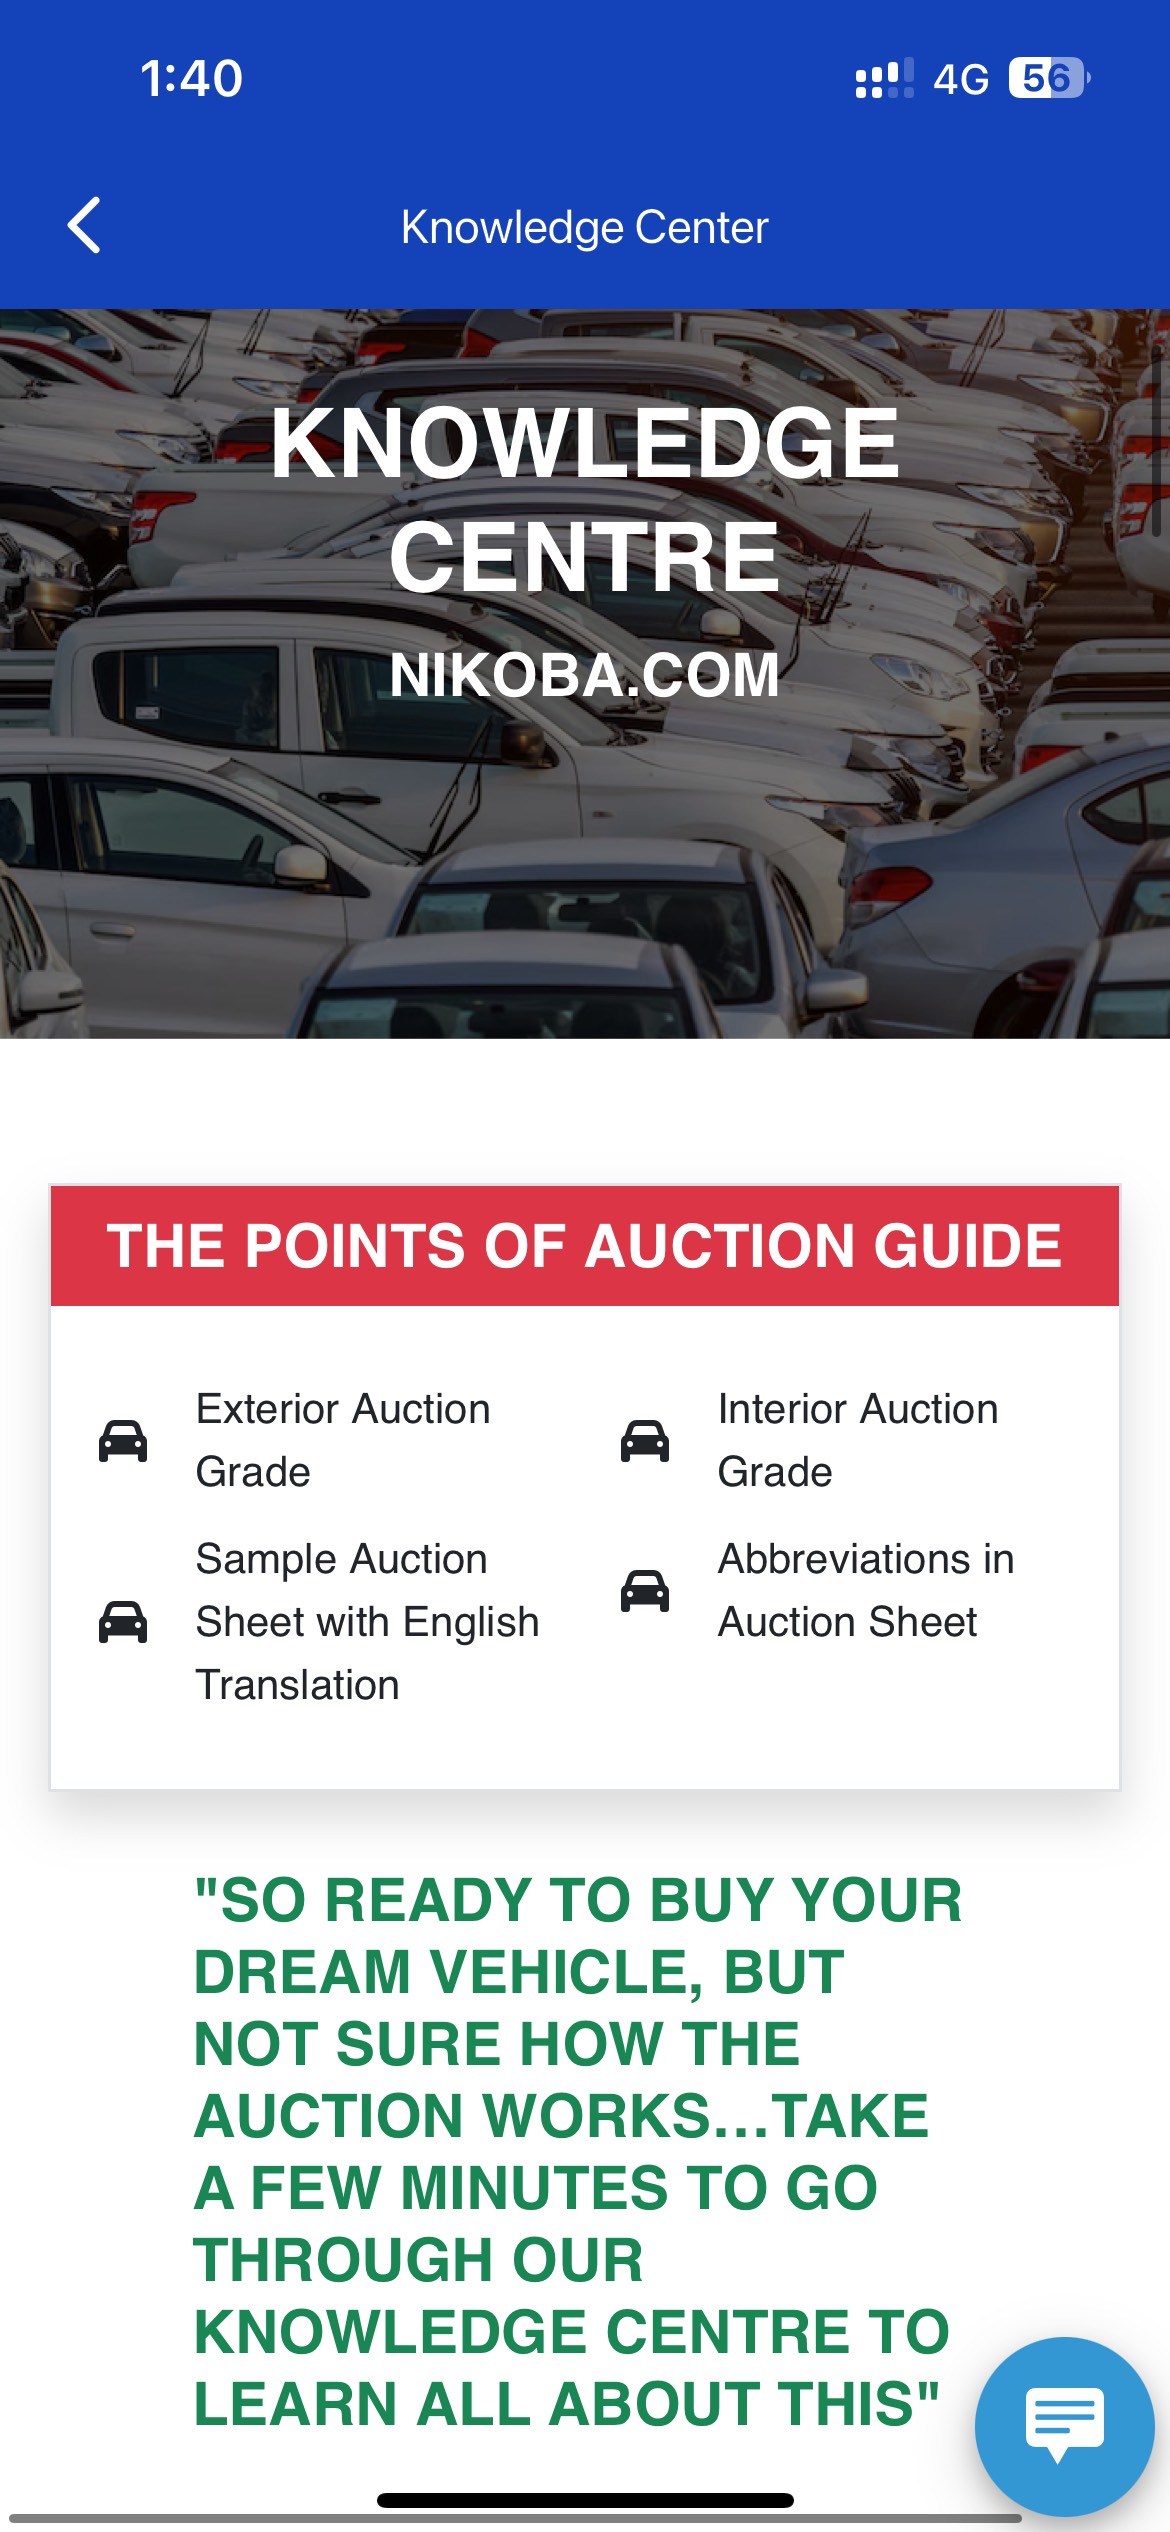 1:40
4G
56
Knowledge Center
KNOWLEDGE
CENTRE
NIKOBA.COM
THE POINTS OF AUCTION GUIDE
Exterior Auction
Grade
Interior Auction
Grade
Sample Auction
Sheet with English
Translation
Abbreviations in
Auction Sheet
"SO READY TO BUY YOUR
DREAM VEHICLE, BUT
NOT SURE HOW THE
AUCTION WORKS...TAKE
A FEW MINUTES TO GO
THROUGH OUR
KNOWLEDGE CENTRE TO
LEARN ALL ABOUT THIS"